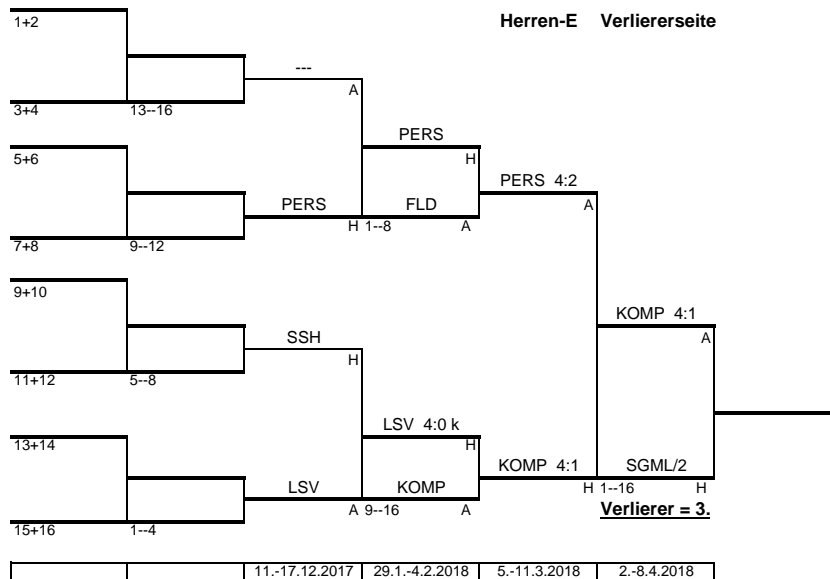 1+2
Herren-E Verliererseite
---
A
3+4 13--16
PERS
5+6
H
PERS 4:2
PERS FLD
A
H 1--8 A
7+8 9--12
9+10
KOMP 4:1
SSH
A
H
11+12 5--8
LSV 4:0 k
13+14
H
KOMP 4:1 SGML/2
LSV KOMP
H 1--16 H
A 9--16 A
Verlierer = 3.
15+16 1--4
11.-17.12.2017 29.1.-4.2.2018 5.-11.3.2018 2.-8.4.2018